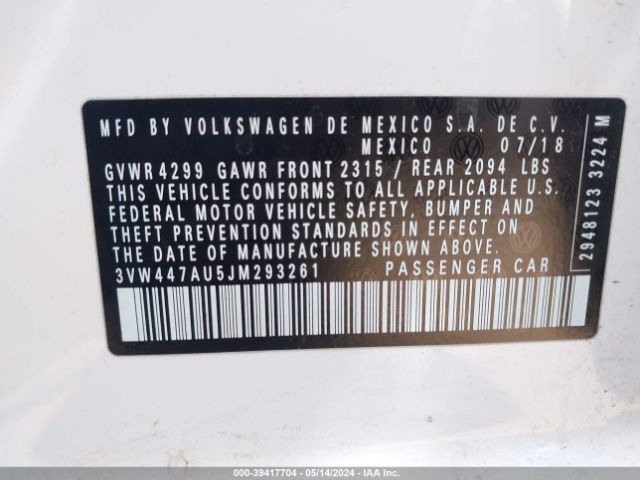 MFD BY VOLKSWAGEN DE MEXICO S.A. DE C.V.
MEXICO 07/18
GVWR 4299 GAWR FRONT 2315 / REAR 2094 LBS
THIS VEHICLE CONFORMS TO ALL APPLICABLE U.S.
FEDERAL MOTOR VEHICLE SAFETY, BUMPER AND
THEFT PREVENTION STANDARDS IN EFFECT ON
THE DATE OF MANUFACTURE SHOWN ABOVE.
3VW447AU5JM293261 PASSENGER CAR
2948123 3224 M
000-39417704 - 05/14/2024 - IAA Inc.